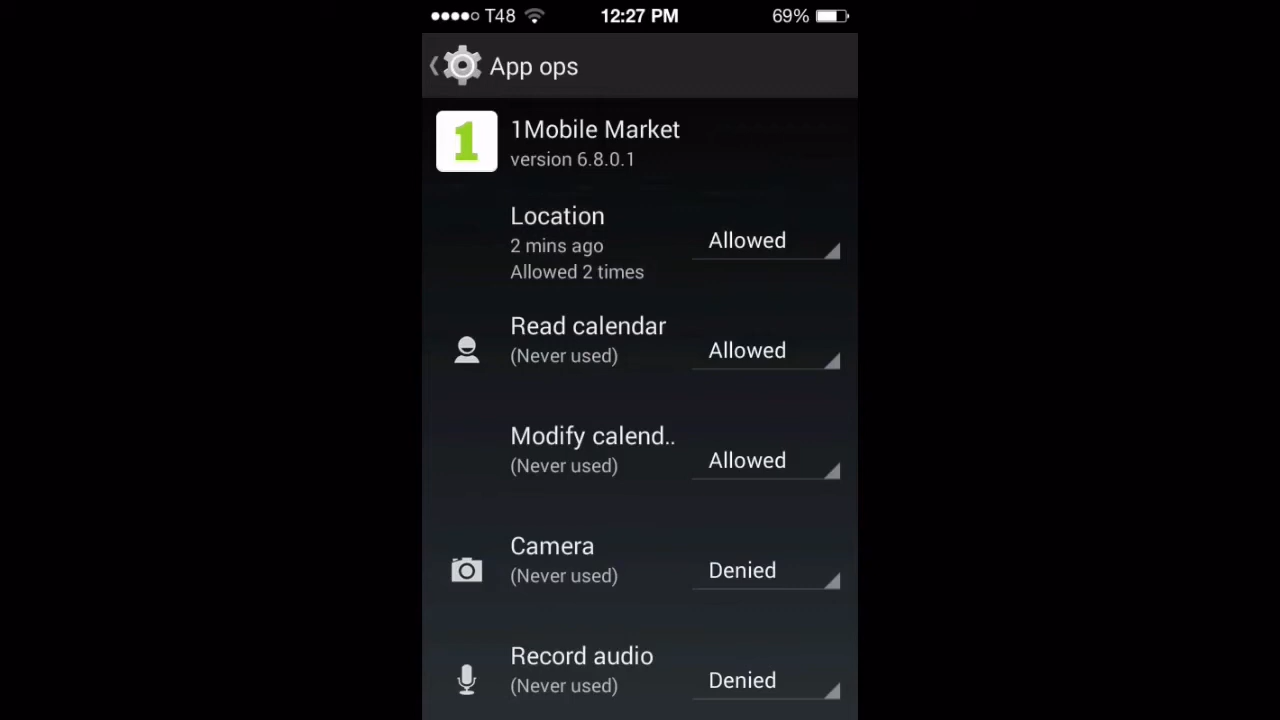 T48 12:27 PM 69%
App ops
1
1Mobile Market
version 6.8.0.1
Location
2 mins ago
Allowed 2 times
Allowed
Read calendar
(Never used)
Allowed
Modify calend..
(Never used)
Allowed
Camera
(Never used)
Denied
Record audio
(Never used)
Denied